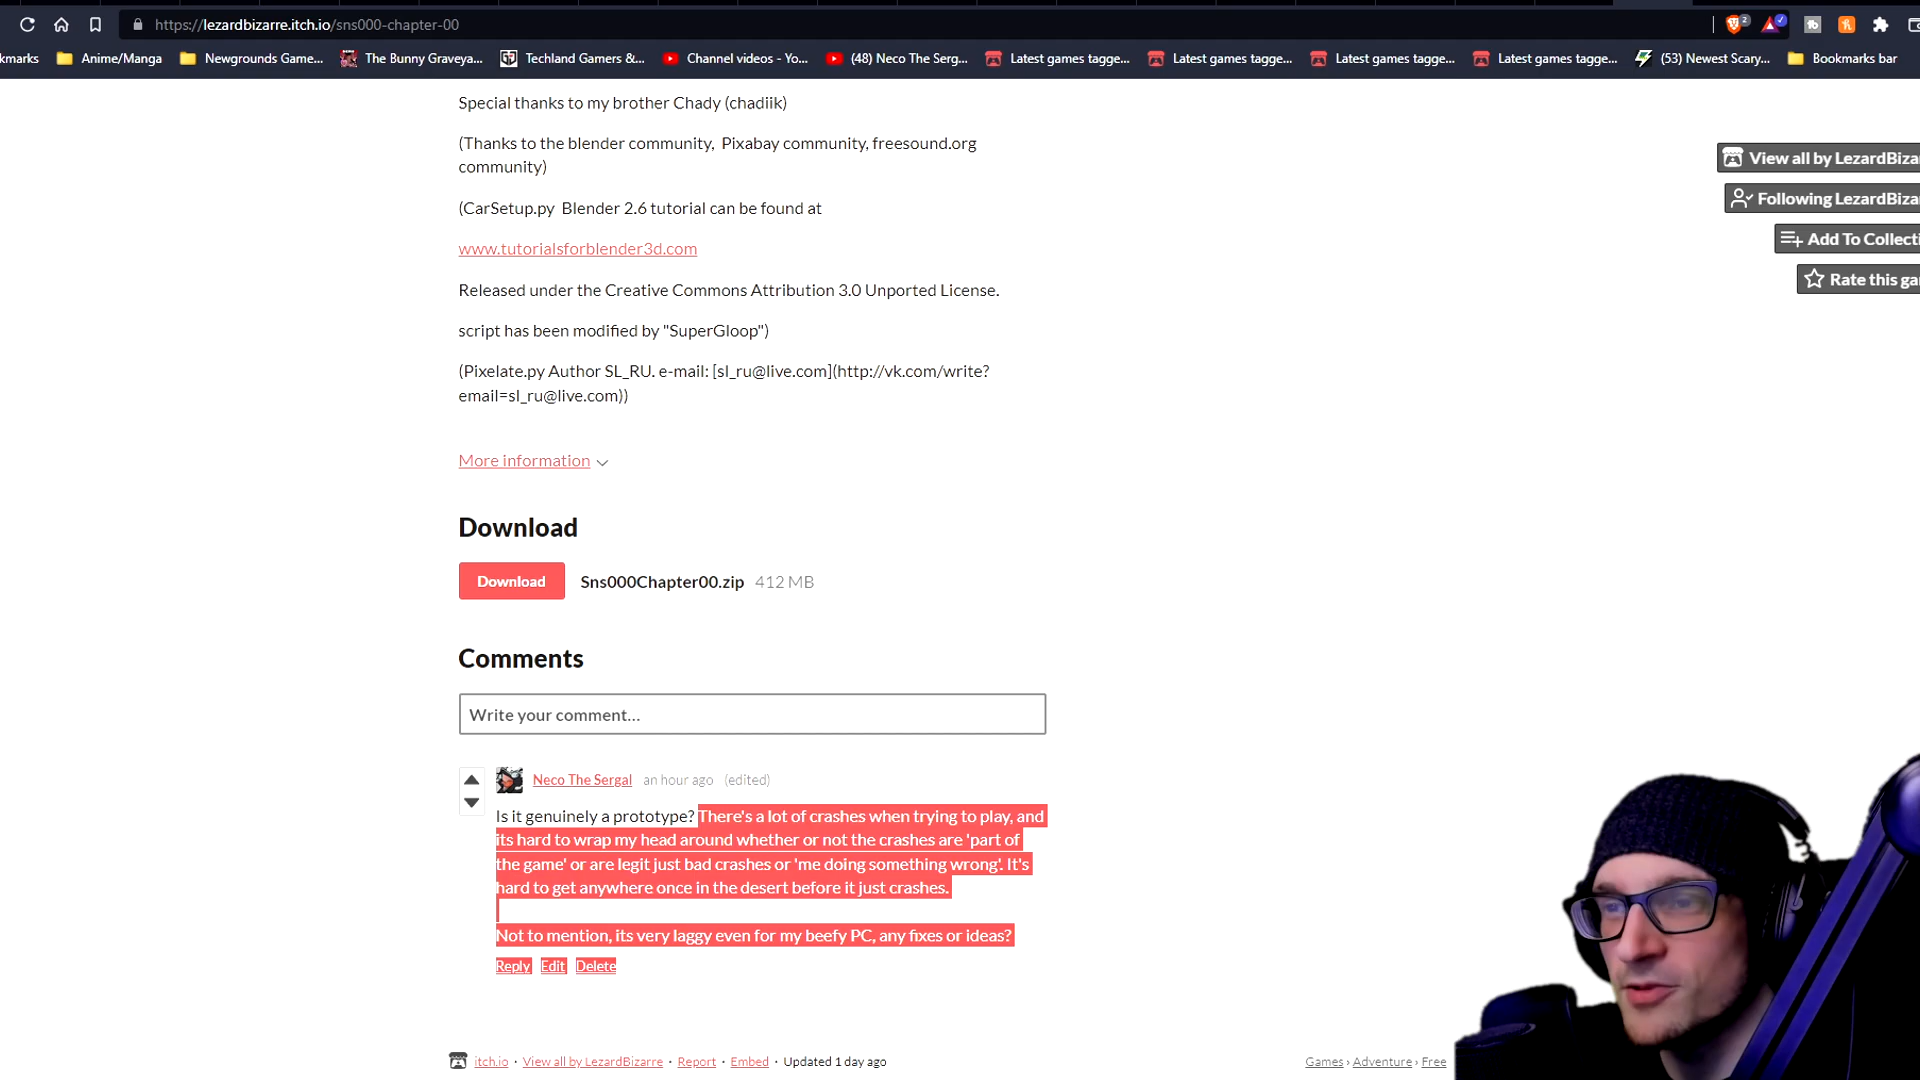 https://lezardbizarre.itch.io/sns000-chapter-00
2
kmarks
Anime/Manga
Newgrounds Game...
The Bunny Graveya...
Techland Gamers &...
Channel videos - Yo...
(48) Neco The Serg...
Latest games tagge...
Latest games tagge...
Latest games tagge...
Latest games tagge...
(53) Newest Scary...
Bookmarks bar
Special thanks to my brother Chady (chadiik)
(Thanks to the blender community,  Pixabay community, freesound.org
community)
(CarSetup.py  Blender 2.6 tutorial can be found at
www.tutorialsforblender3d.com
Released under the Creative Commons Attribution 3.0 Unported License.
script has been modified by "SuperGloop")
(Pixelate.py Author SL_RU. e-mail: [sl_ru@live.com](http://vk.com/write?
email=sl_ru@live.com))
More information
View all by LezardBiza
Following LezardBiza
Add To Collecti
Rate this ga
Download
Download Sns000Chapter00.zip 412 MB
Comments
Write your comment...
Neco The Sergal an hour ago (edited)
Is it genuinely a prototype? There's a lot of crashes when trying to play, and
its hard to wrap my head around whether or not the crashes are 'part of
the game' or are legit just bad crashes or 'me doing something wrong'. It's
hard to get anywhere once in the desert before it just crashes.
Not to mention, its very laggy even for my beefy PC, any fixes or ideas?
Reply Edit Delete
itch.io · View all by LezardBizarre · Report · Embed · Updated 1 day ago
Games › Adventure › Free